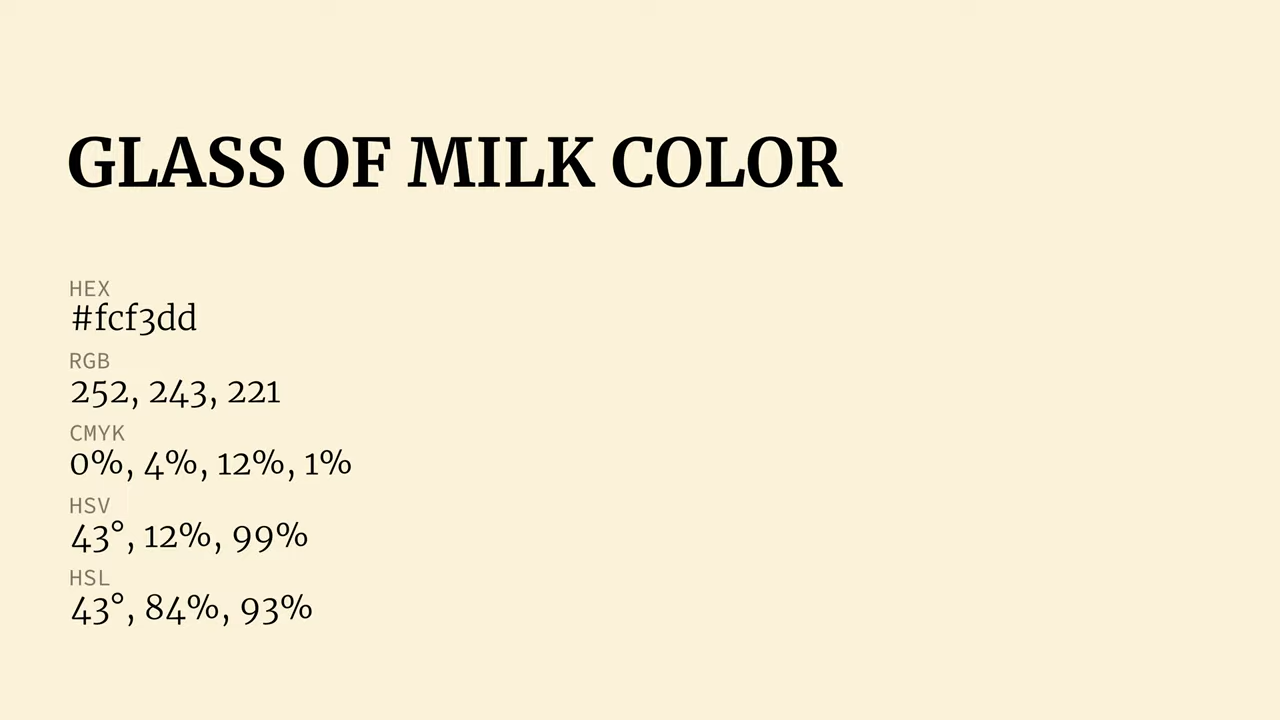 GLASS OF MILK COLOR
HEX
#fcf3dd
RGB
252, 243, 221
CMYK
0%, 4%, 12%, 1%
HSV
43°, 12%, 99%
HSL
43°, 84%, 93%